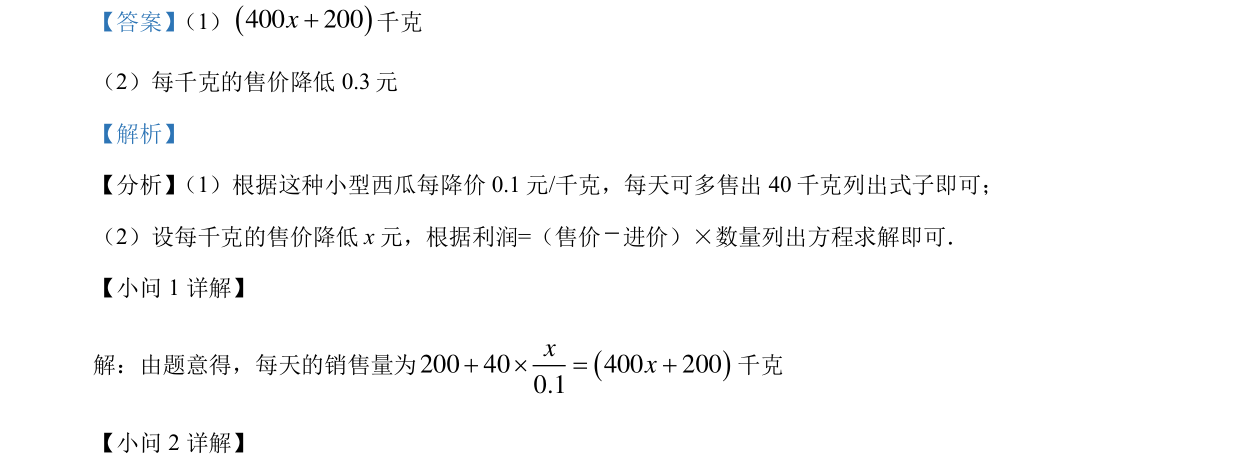 【答案】（1）(400x+200)千克
（2）每千克的售价降低 0.3 元
【解析】
【分析】（1）根据这种小型西瓜每降价 0.1 元/千克，每天可多售出 40 千克列出式子即可；
（2）设每千克的售价降低 x 元，根据利润=（售价－进价）×数量列出方程求解即可．
【小问 1 详解】
解：由题意得，每天的销售量为200+40×x/0.1=(400x+200) 千克
【小问 2 详解】